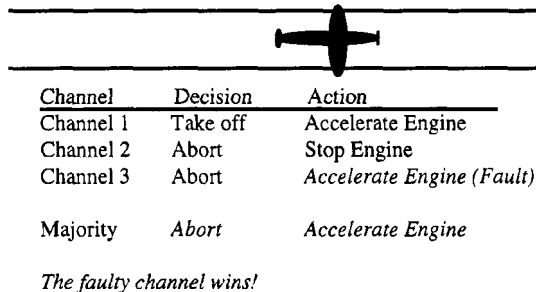 Channel Decision Action
Channel 1 Take off Accelerate Engine
Channel 2 Abort Stop Engine
Channel 3 Abort Accelerate Engine (Fault)
Majority Abort Accelerate Engine
The faulty channel wins!